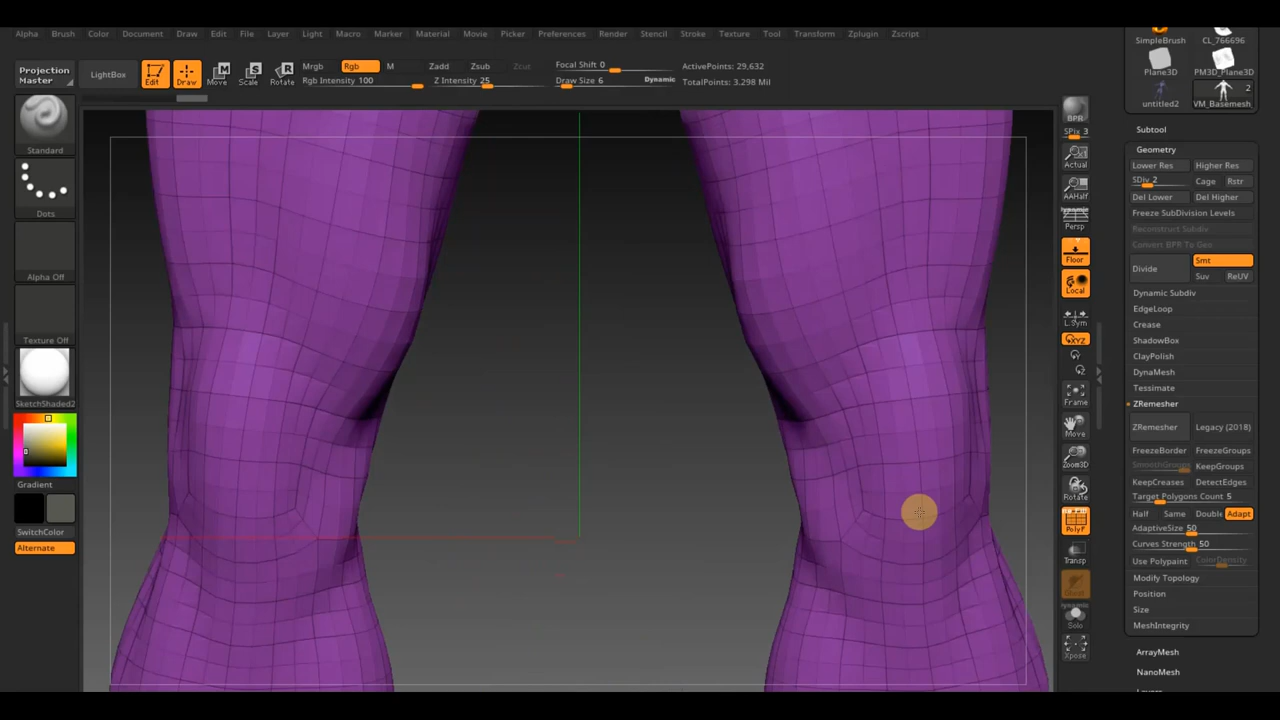 Alpha Brush Color Document Draw Edit File Layer Light Macro Marker Material Movie Picker Preferences Render Stencil Stroke Texture Tool Transform Zplugin Zscript
SimpleBrush CL_766696
Projection Master
LightBox
Edit Draw Move Scale Rotate
Mrgb Rgb M Zadd Zsub Zcut
Rgb Intensity 100 Z Intensity 25
Focal Shift 0
Draw Size 6 Dynamic
ActivePoints: 29,632
TotalPoints: 3.298 Mil
Plane3D PM3D_Plane3D
2
untitled2 VM_Basemesh
Standard
Dots
Alpha Off
Texture Off
SketchShaded2
Gradient
SwitchColor
Alternate
BPR
SPix 3
Actual
AAHalf
Dynamic
Persp
Floor
Local
L.Sym
XYZ
Y
Z
Frame
Move
Zoom3D
Rotate
PolyF
Transp
Dynamic
Solo
Xpose
Subtool
Geometry
Lower Res Higher Res
SDiv 2 Cage Rstr
Del Lower Del Higher
Freeze SubDivision Levels
Reconstruct Subdiv
Convert BPR To Geo
Divide Smt
Suv ReUV
Dynamic Subdiv
EdgeLoop
Crease
ShadowBox
ClayPolish
DynaMesh
Tessimate
ZRemesher
ZRemesher Legacy (2018)
FreezeBorder FreezeGroups
SmoothGroups KeepGroups
KeepCreases DetectEdges
Target Polygons Count 5
Half Same Double Adapt
AdaptiveSize 50
Curves Strength 50
Use Polypaint ColorDensity
Modify Topology
Position
Size
MeshIntegrity
ArrayMesh
NanoMesh